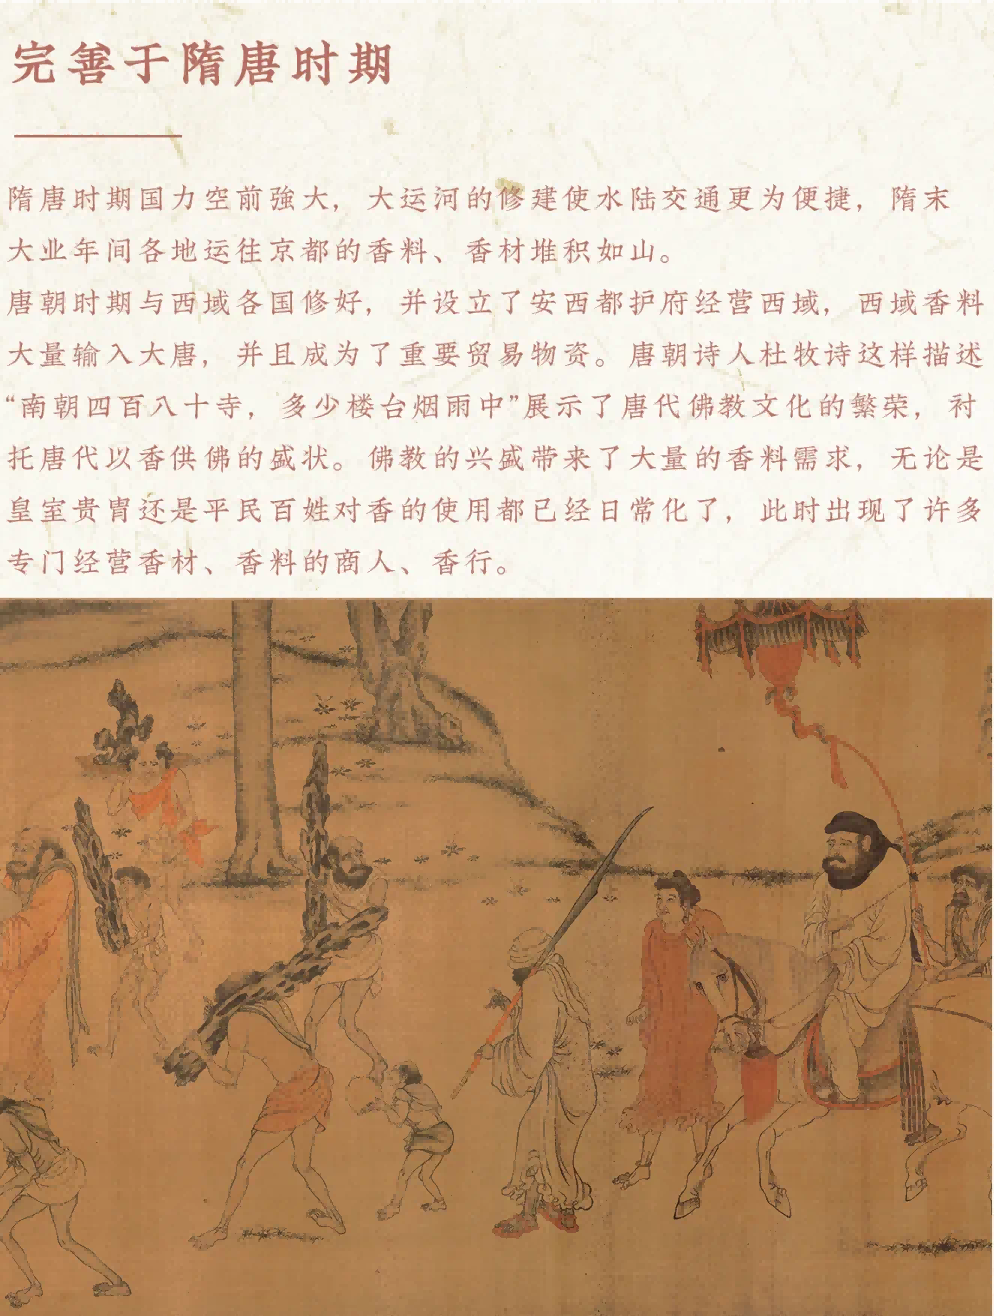 完善于隋唐时期
隋唐时期国力空前強大，大运河的修建使水陆交通更为便捷，隋末
大业年间各地运往京都的香料、香材堆积如山。
唐朝时期与西域各国修好，并设立了安西都护府经营西域，西域香料
大量输入大唐，并且成为了重要贸易物资。唐朝诗人杜牧诗这样描述
“南朝四百八十寺，多少楼台烟雨中”展示了唐代佛教文化的繁荣，衬
托唐代以香供佛的盛状。佛教的兴盛带来了大量的香料需求，无论是
皇室贵胄还是平民百姓对香的使用都已经日常化了，此时出现了许多
专门经营香材、香料的商人、香行。